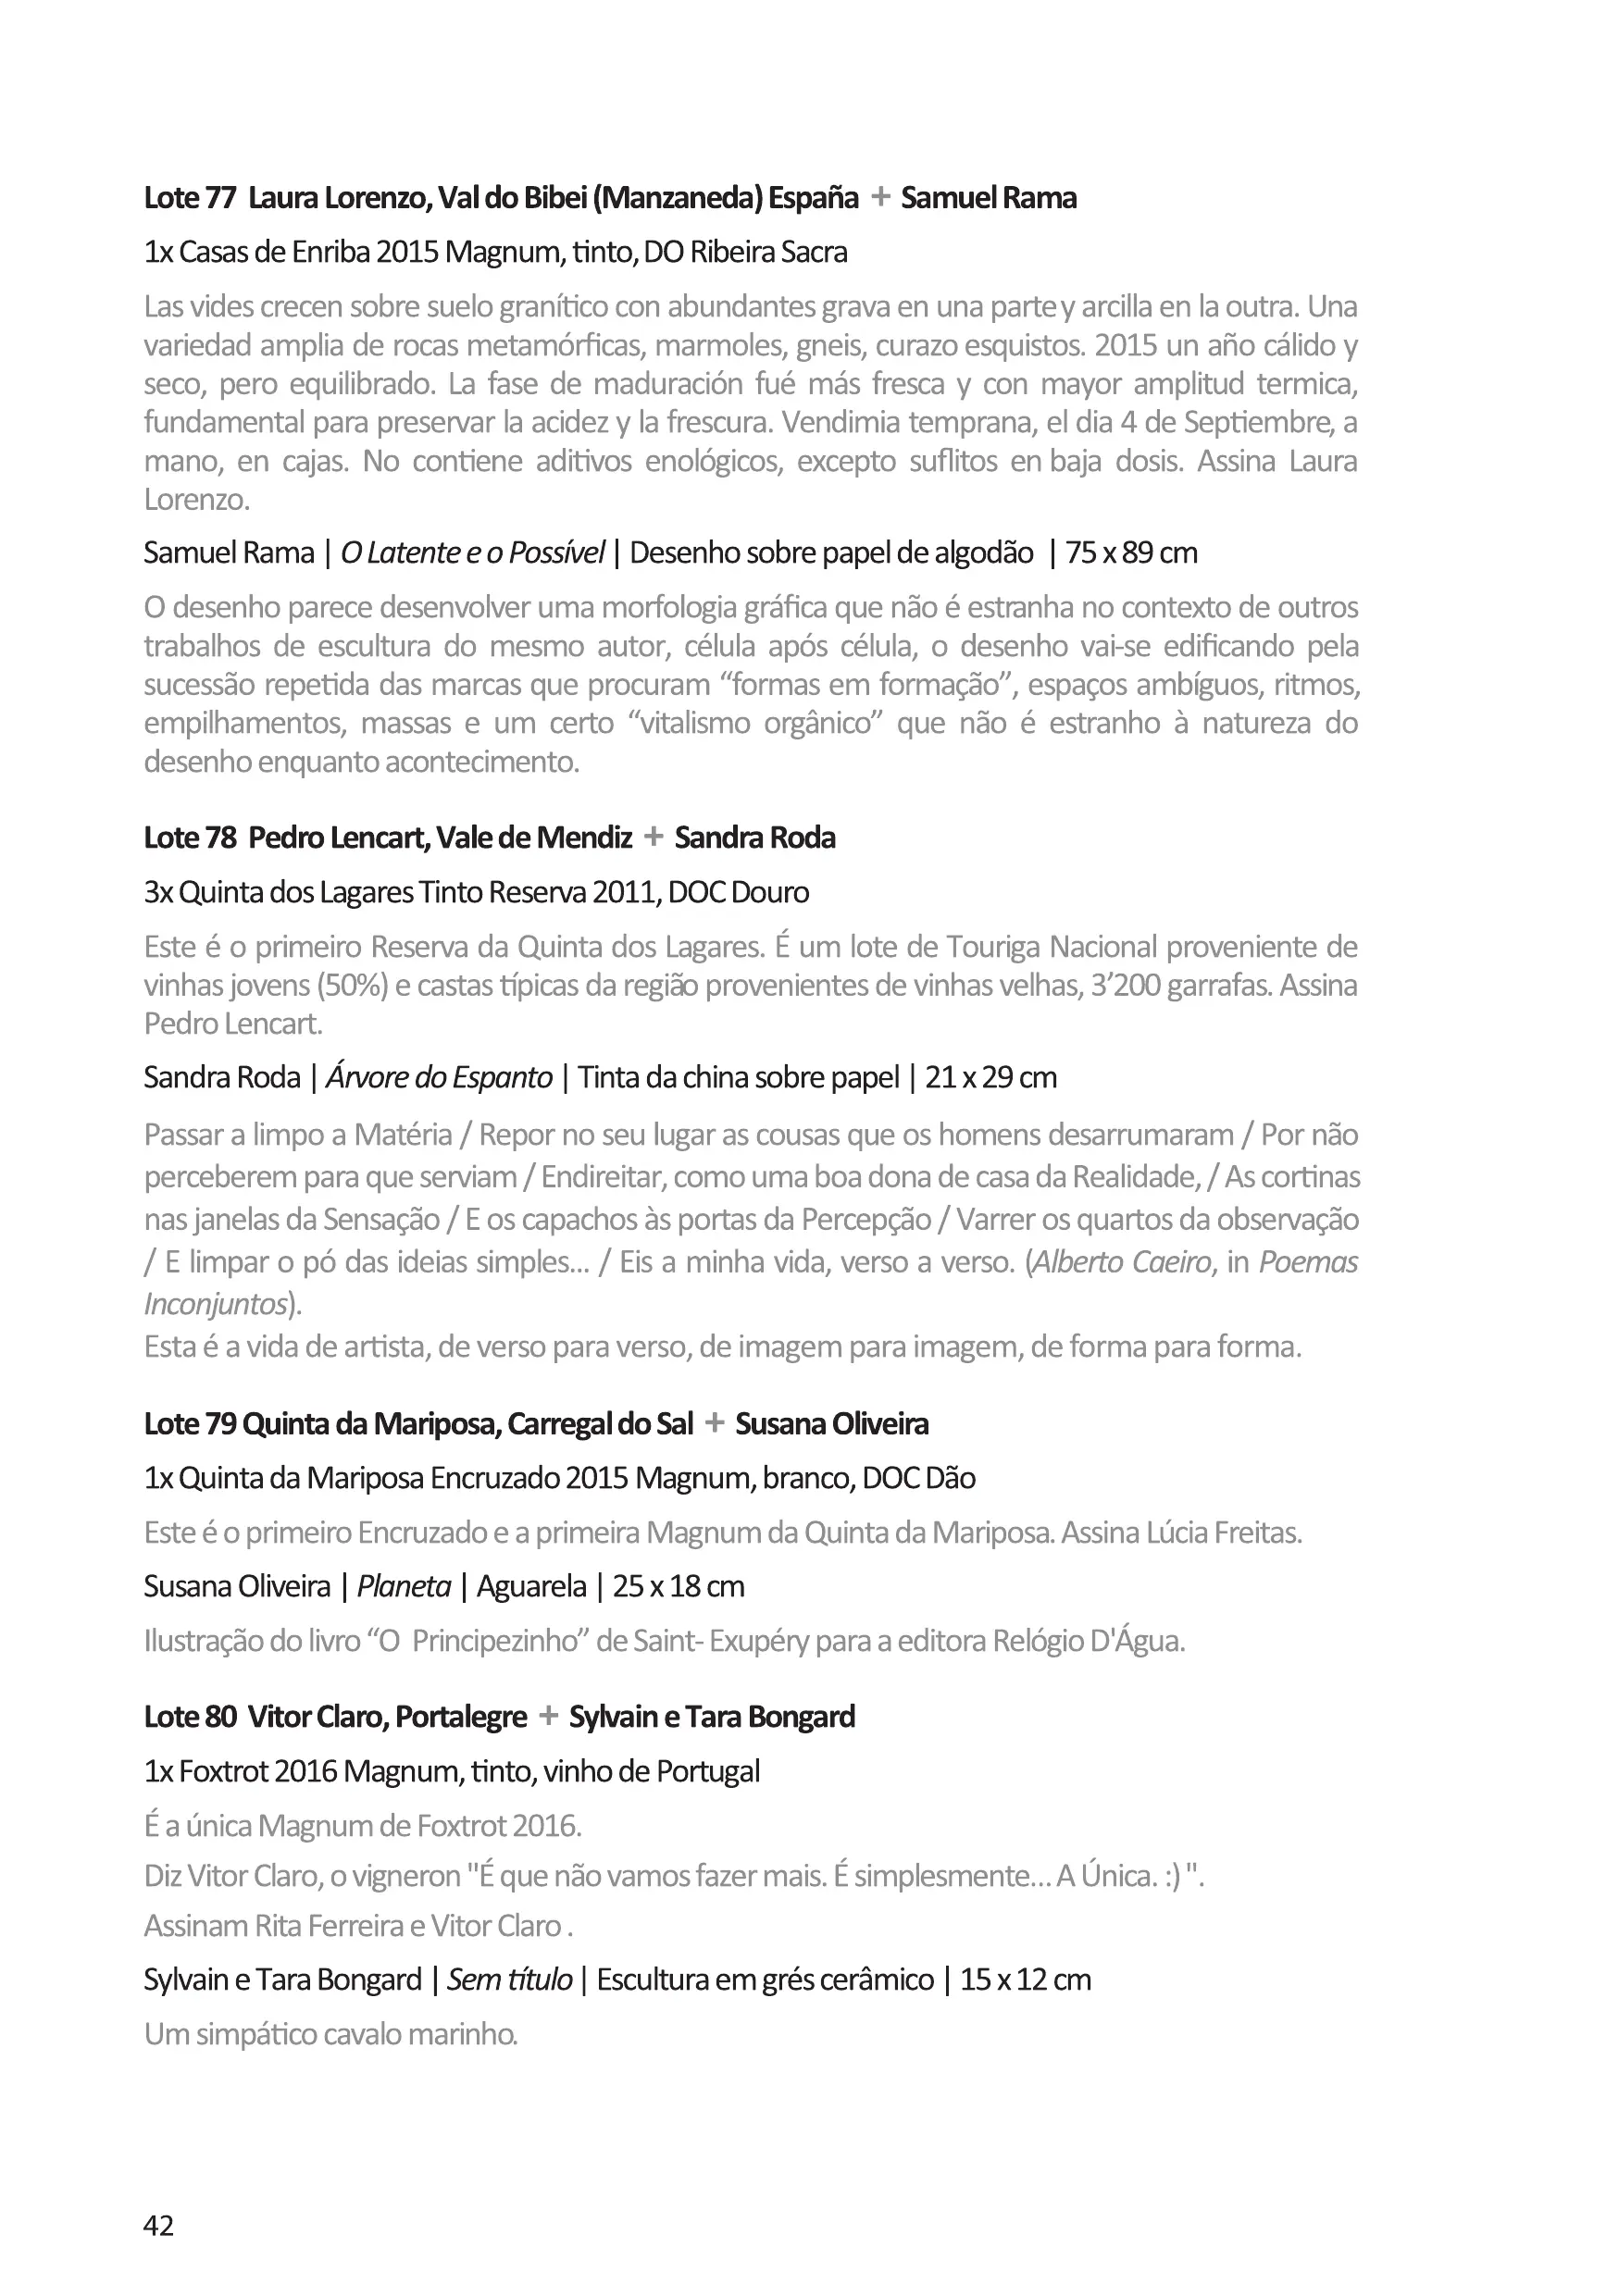 Lote 77 Laura Lorenzo, Val do Bibei (Manzaneda) España + Samuel Rama
1x Casas de Enriba 2015 Magnum, tinto, DO Ribeira Sacra
Las vides crecen sobre suelo granítico con abundantes grava en una parte y arcilla en la outra. Una
variedad amplia de rocas metamórficas, marmoles, gneis, curazo esquistos. 2015 un año cálido y
seco, pero equilibrado. La fase de maduración fué más fresca y con mayor amplitud termica,
fundamental para preservar la acidez y la frescura. Vendimia temprana, el dia 4 de Septiembre, a
mano, en cajas. No contiene aditivos enológicos, excepto suflitos en baja dosis. Assina Laura
Lorenzo.
Samuel Rama | O Latente e o Possível | Desenho sobre papel de algodão | 75 x 89 cm
O desenho parece desenvolver uma morfologia gráfica que não é estranha no contexto de outros
trabalhos de escultura do mesmo autor, célula após célula, o desenho vai-se edificando pela
sucessão repetida das marcas que procuram “formas em formação”, espaços ambíguos, ritmos,
empilhamentos, massas e um certo “vitalismo orgânico” que não é estranho à natureza do
desenho enquanto acontecimento.
Lote 78 Pedro Lencart, Vale de Mendiz + Sandra Roda
3x Quinta dos Lagares Tinto Reserva 2011, DOC Douro
Este é o primeiro Reserva da Quinta dos Lagares. É um lote de Touriga Nacional proveniente de
vinhas jovens (50%) e castas típicas da região provenientes de vinhas velhas, 3’200 garrafas. Assina
Pedro Lencart.
Sandra Roda | Árvore do Espanto | Tinta da china sobre papel | 21 x 29 cm
Passar a limpo a Matéria / Repor no seu lugar as cousas que os homens desarrumaram / Por não
perceberem para que serviam / Endireitar, como uma boa dona de casa da Realidade, / As cortinas
nas janelas da Sensação / E os capachos às portas da Percepção / Varrer os quartos da observação
/ E limpar o pó das ideias simples... / Eis a minha vida, verso a verso. (Alberto Caeiro, in Poemas
Inconjuntos).
Esta é a vida de artista, de verso para verso, de imagem para imagem, de forma para forma.
Lote 79 Quinta da Mariposa, Carregal do Sal + Susana Oliveira
1x Quinta da Mariposa Encruzado 2015 Magnum, branco, DOC Dão
Este é o primeiro Encruzado e a primeira Magnum da Quinta da Mariposa. Assina Lúcia Freitas.
Susana Oliveira | Planeta | Aguarela | 25 x 18 cm
Ilustração do livro “O Principezinho” de Saint- Exupéry para a editora Relógio D'Água.
Lote 80 Vitor Claro, Portalegre + Sylvain e Tara Bongard
1x Foxtrot 2016 Magnum, tinto, vinho de Portugal
É a única Magnum de Foxtrot 2016.
Diz Vitor Claro, o vigneron "É que não vamos fazer mais. É simplesmente... A Única. :) ".
Assinam Rita Ferreira e Vitor Claro .
Sylvain e Tara Bongard | Sem título | Escultura em grés cerâmico | 15 x 12 cm
Um simpático cavalo marinho.
42